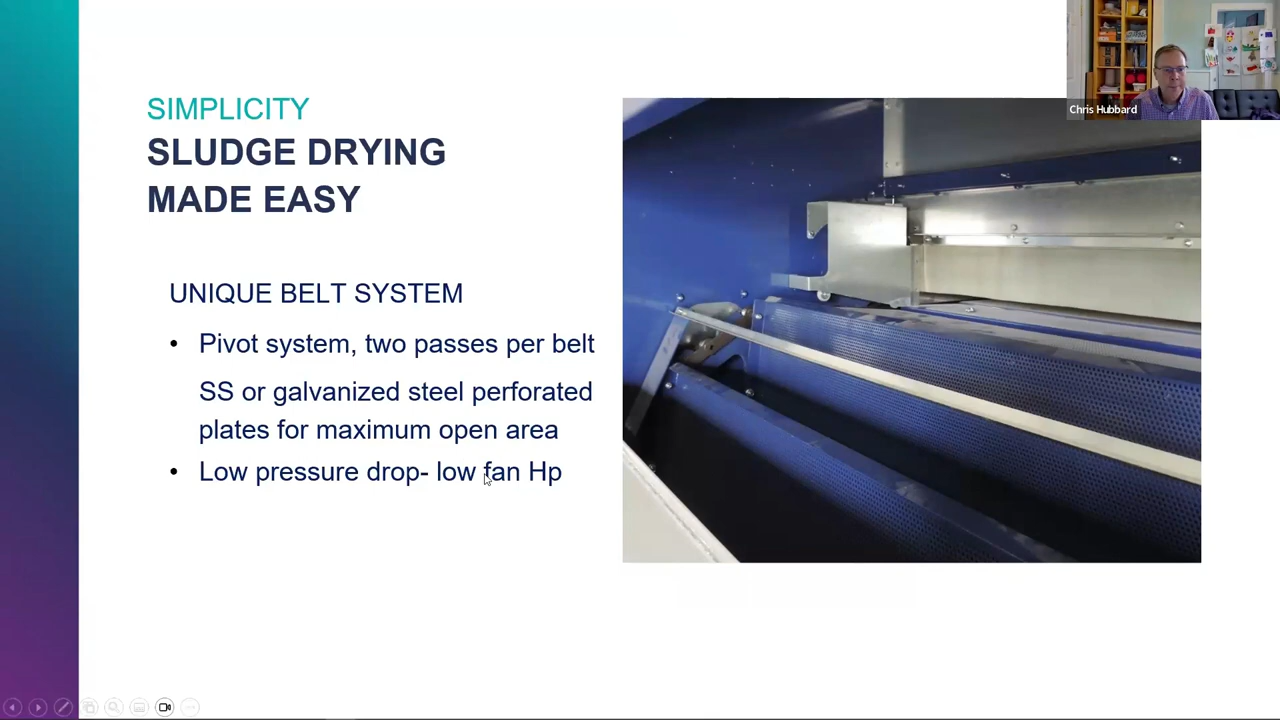 SIMPLICITY
SLUDGE DRYING
MADE EASY
UNIQUE BELT SYSTEM
• Pivot system, two passes per belt
SS or galvanized steel perforated
plates for maximum open area
• Low pressure drop- low fan Hp
Chris Hubbard